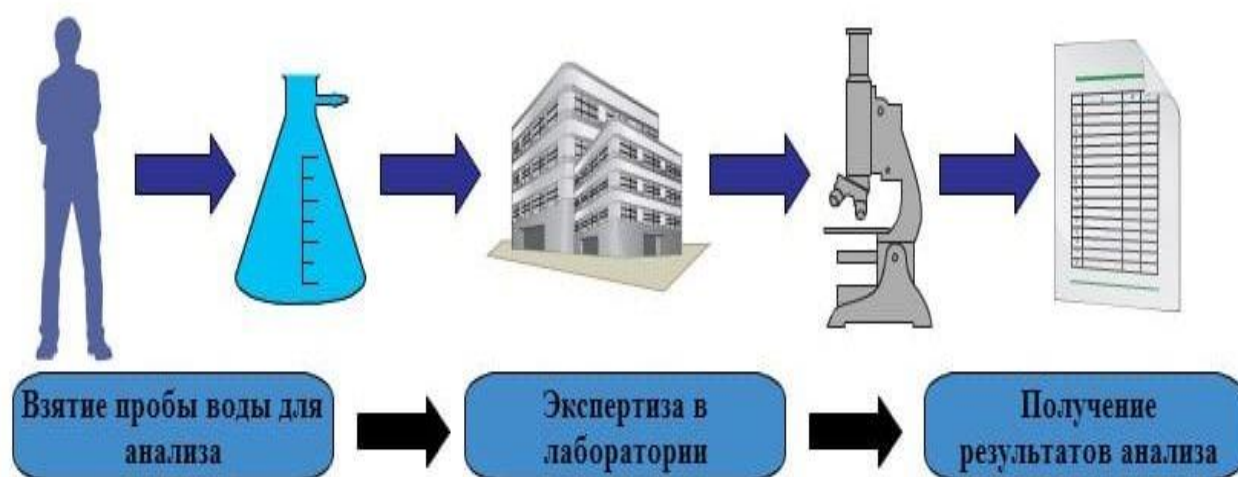 Взятие пробы воды для
анализа
Экспертиза в
лаборатории
Получение
результатов анализа